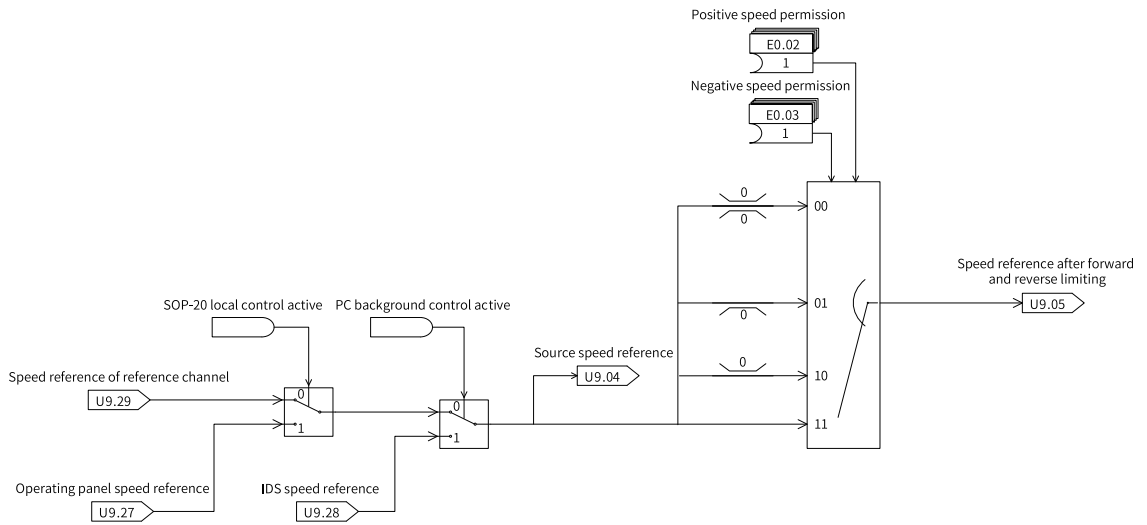 Positive speed permission
E0.02
1
Negative speed permission
E0.03
1
0
0
00
Speed reference after forward
and reverse limiting
SOP-20 local control active
PC background control active
01
0
U9.05
Source speed reference
0
Speed reference of reference channel
U9.04
10
U9.29
0
0
1
1
11
Operating panel speed reference
IDS speed reference
U9.27
U9.28